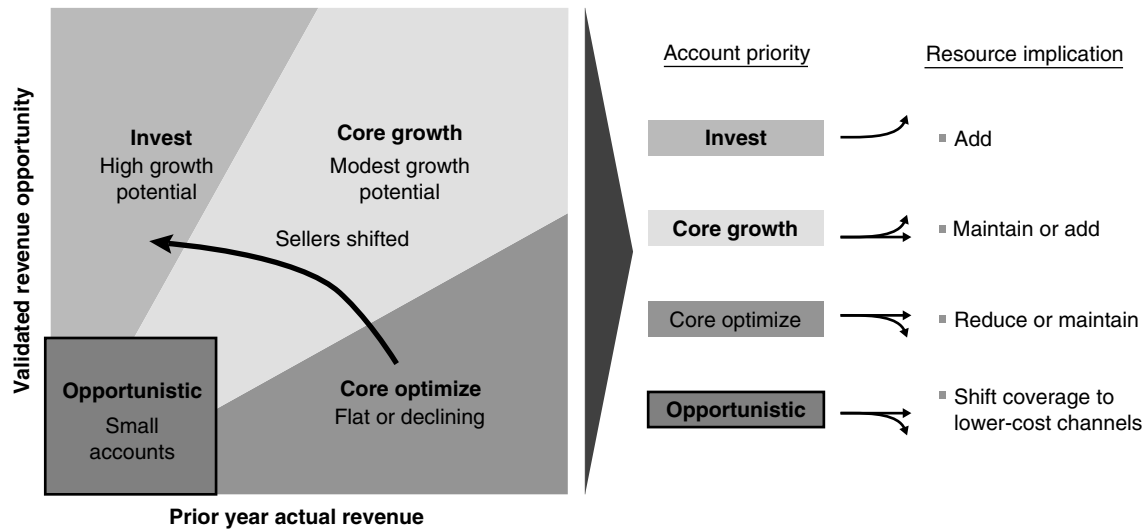 Validated revenue opportunity
Invest
High growth
potential
Core growth
Modest growth
potential
Sellers shifted
Opportunistic
Small
accounts
Core optimize
Flat or declining
Prior year actual revenue
Account priority
Resource implication
Invest
Add
Core growth
Maintain or add
Core optimize
Reduce or maintain
Opportunistic
Shift coverage to
lower-cost channels